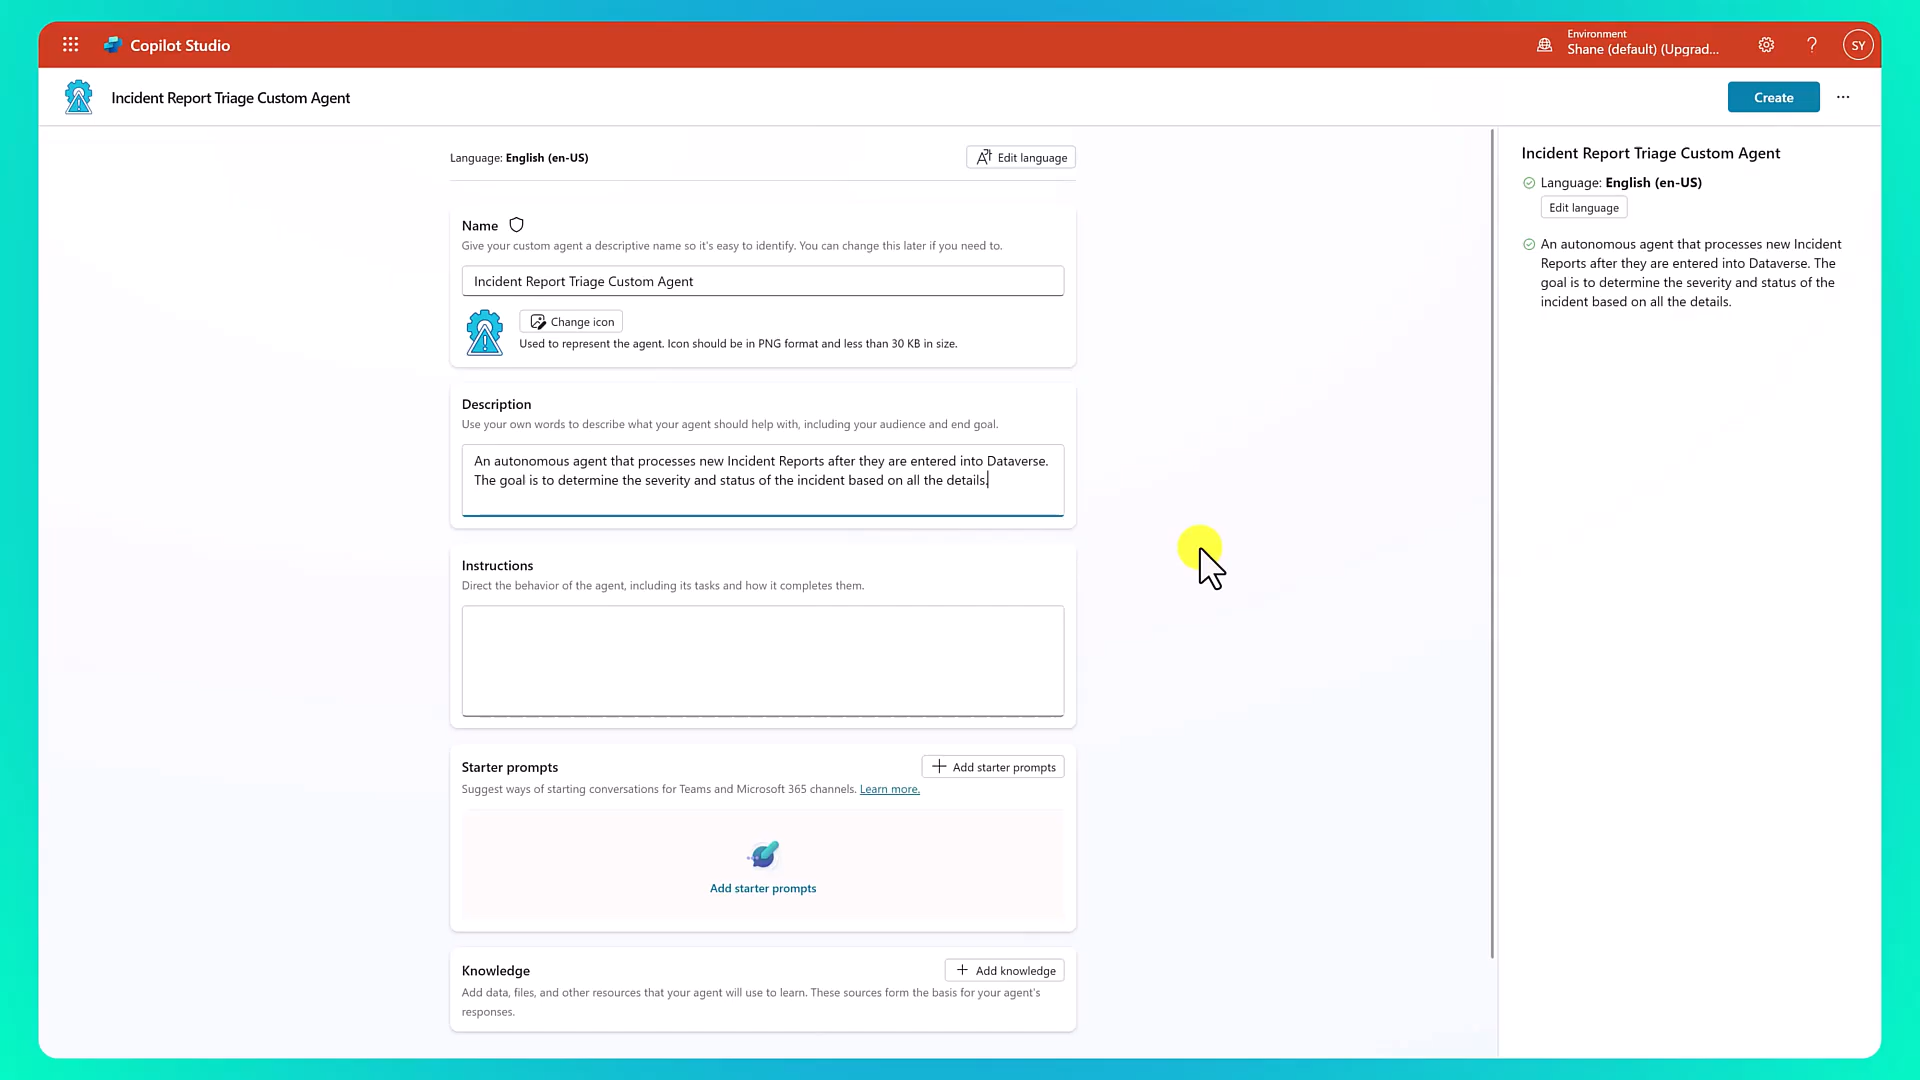 Copilot Studio
Environment
Shane (default) (Upgrad...
?
SY
Incident Report Triage Custom Agent
Create
...
Language: English (en-US)
Edit language
Name
Give your custom agent a descriptive name so it's easy to identify. You can change this later if you need to.
Incident Report Triage Custom Agent
Change icon
Used to represent the agent. Icon should be in PNG format and less than 30 KB in size.
Description
Use your own words to describe what your agent should help with, including your audience and end goal.
An autonomous agent that processes new Incident Reports after they are entered into Dataverse.
The goal is to determine the severity and status of the incident based on all the details.
Instructions
Direct the behavior of the agent, including its tasks and how it completes them.
Starter prompts
Add starter prompts
Suggest ways of starting conversations for Teams and Microsoft 365 channels. Learn more.
Add starter prompts
Knowledge
Add knowledge
Add data, files, and other resources that your agent will use to learn. These sources form the basis for your agent's
responses.
Incident Report Triage Custom Agent
Language: English (en-US)
Edit language
An autonomous agent that processes new Incident
Reports after they are entered into Dataverse. The
goal is to determine the severity and status of the
incident based on all the details.